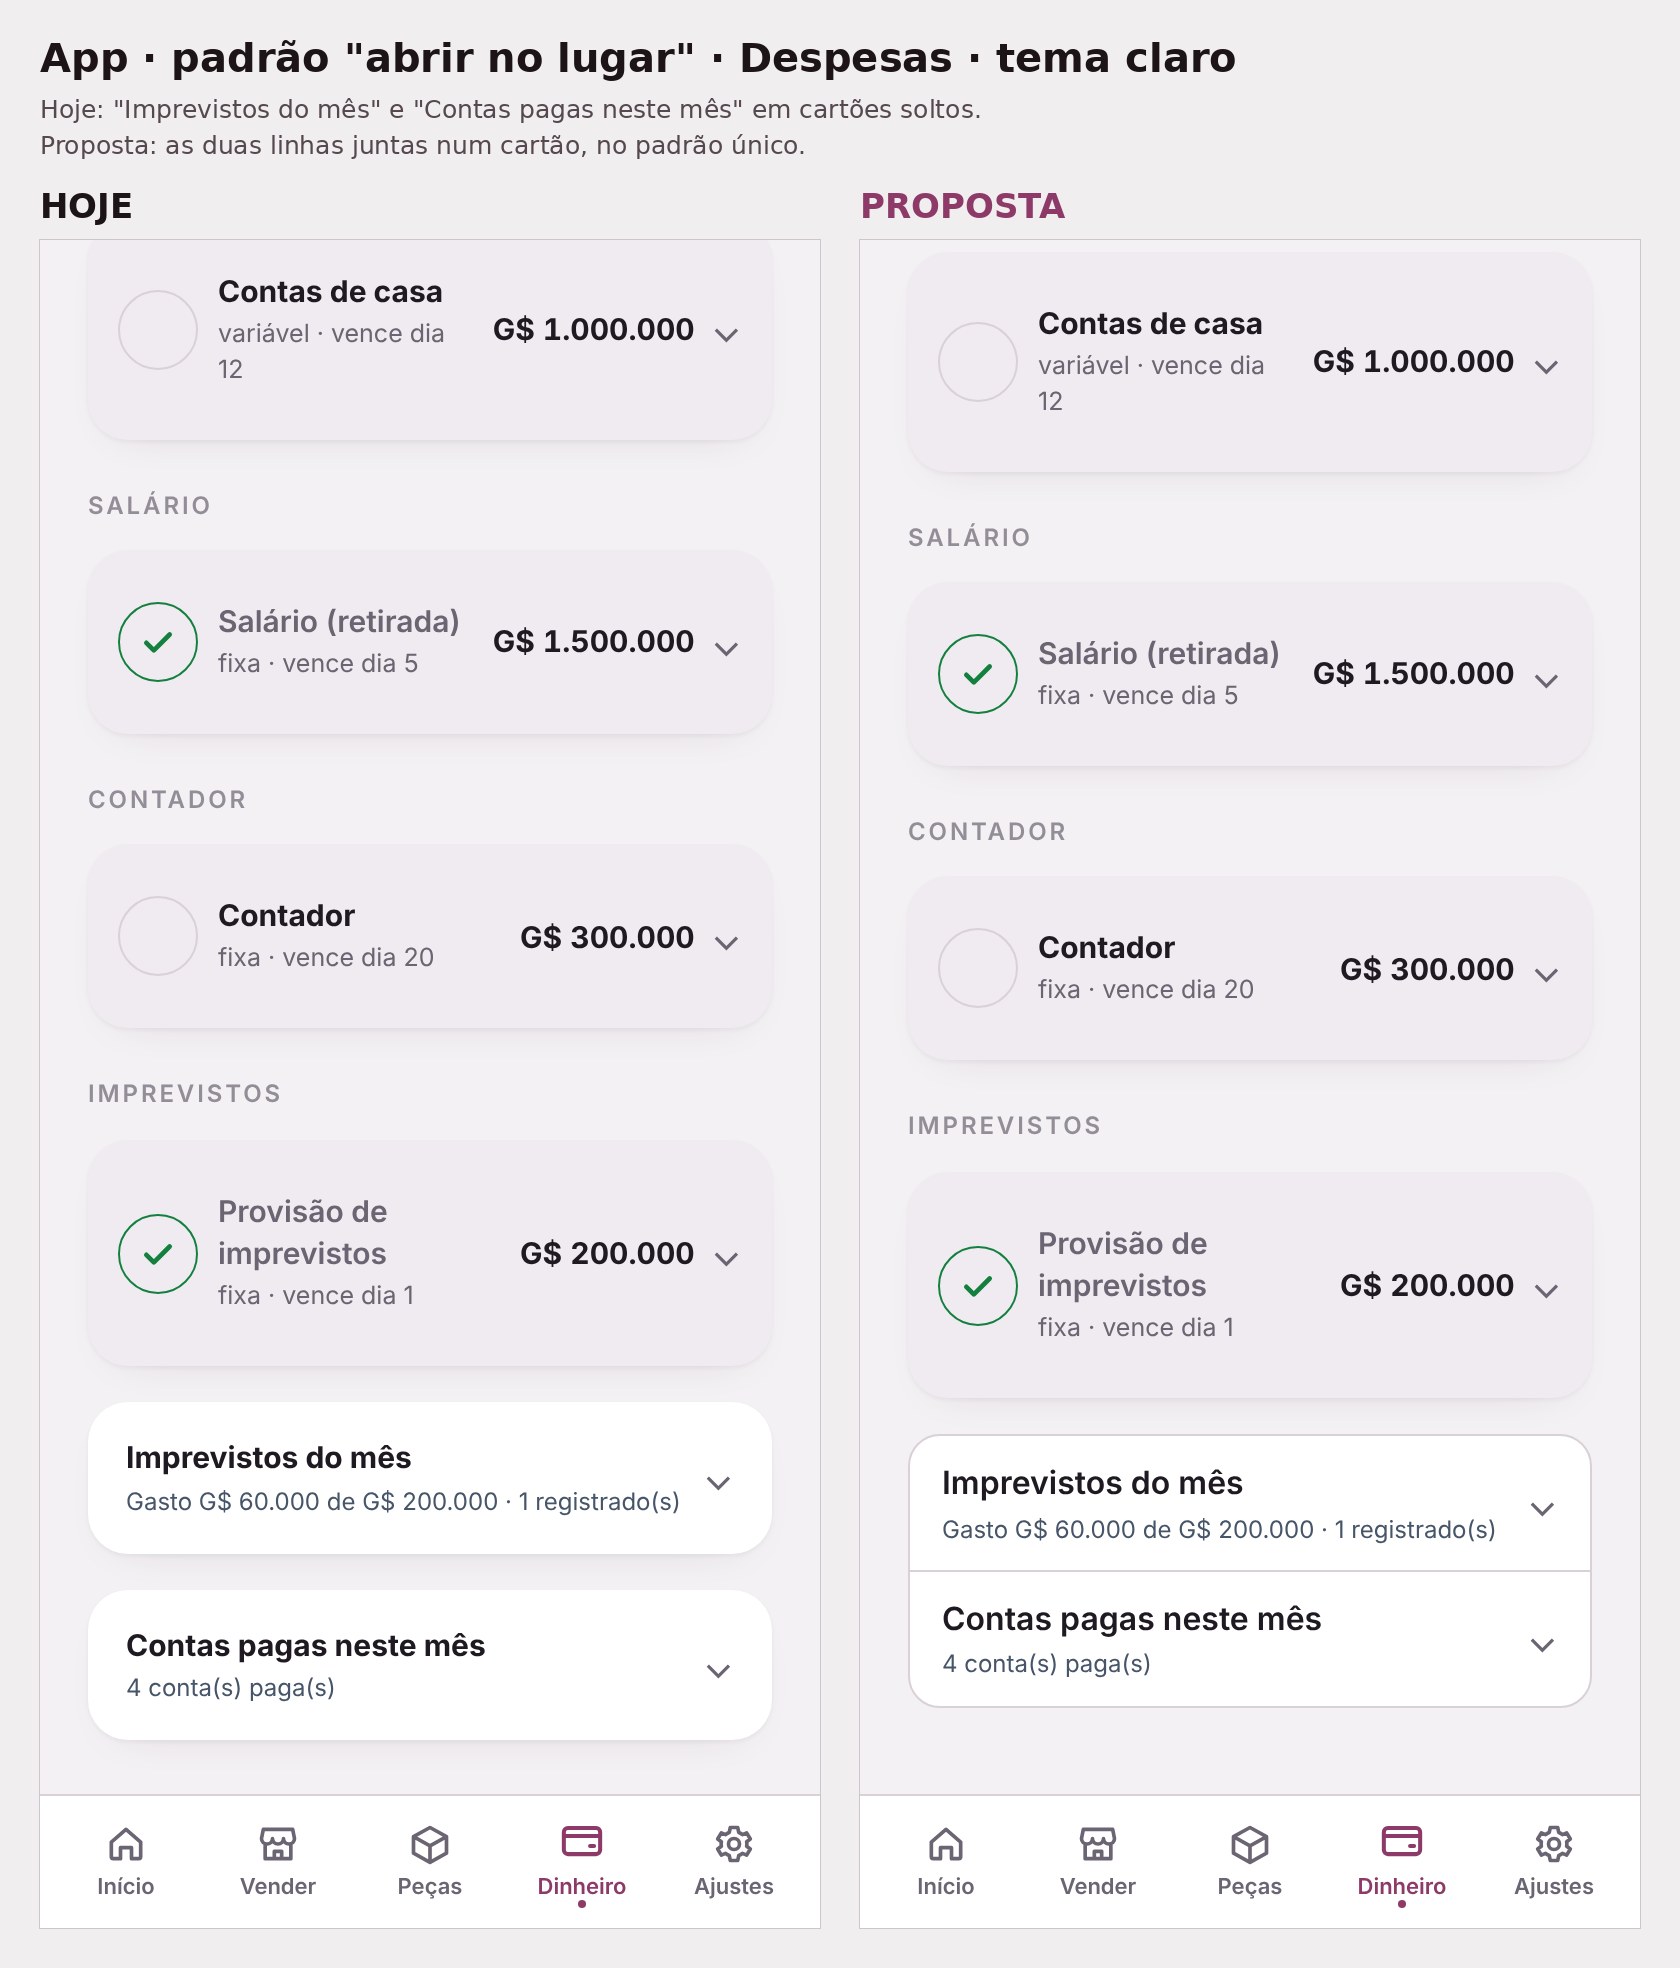 App · padrão "abrir no lugar" · Despesas · tema claro
Hoje: "Imprevistos do mês" e "Contas pagas neste mês" em cartões soltos.
Proposta: as duas linhas juntas num cartão, no padrão único.
HOJE
Contas de casa
variável · vence dia
12
G$ 1.000.000
SALÁRIO
Salário (retirada)
fixa · vence dia 5
G$ 1.500.000
CONTADOR
Contador
fixa · vence dia 20
G$ 300.000
IMPREVISTOS
Provisão de
imprevistos
fixa · vence dia 1
G$ 200.000
Imprevistos do mês
Gasto G$ 60.000 de G$ 200.000 · 1 registrado(s)
Contas pagas neste mês
4 conta(s) paga(s)
Início
Vender
Peças
Dinheiro
Ajustes
PROPOSTA
Contas de casa
variável · vence dia
12
G$ 1.000.000
SALÁRIO
Salário (retirada)
fixa · vence dia 5
G$ 1.500.000
CONTADOR
Contador
fixa · vence dia 20
G$ 300.000
IMPREVISTOS
Provisão de
imprevistos
fixa · vence dia 1
G$ 200.000
Imprevistos do mês
Gasto G$ 60.000 de G$ 200.000 · 1 registrado(s)
Contas pagas neste mês
4 conta(s) paga(s)
Início
Vender
Peças
Dinheiro
Ajustes